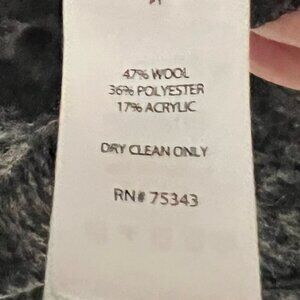 47% WOOL
36% POLYESTER
17% ACRYLIC
DRY CLEAN ONLY
RN# 75343